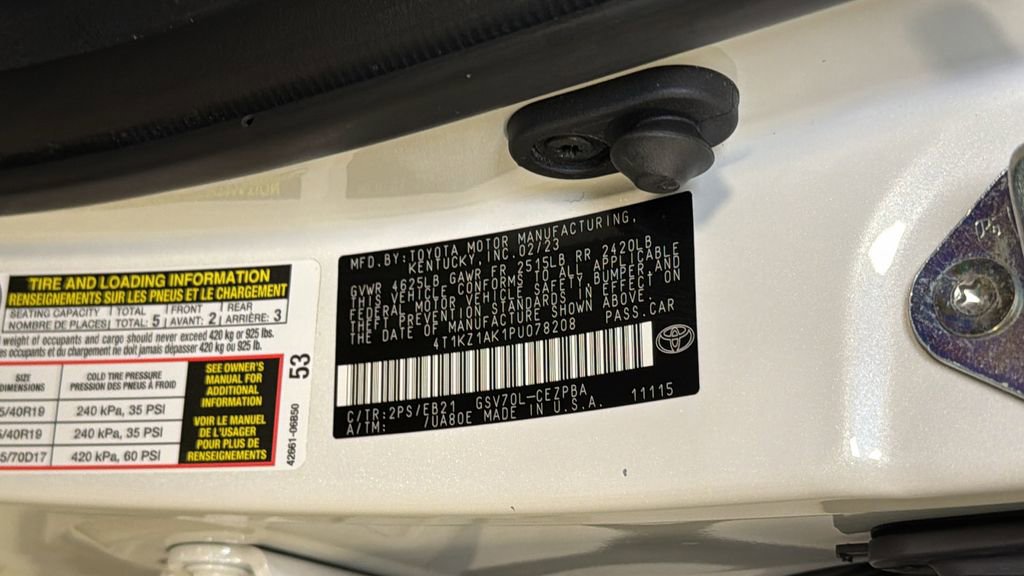 TIRE AND LOADING INFORMATION
RENSEIGNEMENTS SUR LES PNEUS ET LE CHARGEMENT
SEATING CAPACITY TOTAL FRONT REAR
NOMBRE DE PLACES TOTAL: 5 AVANT: 2 ARRIÈRE: 3
weight of occupants and cargo should never exceed 420 kg or 925 lbs.
occupants et du chargement ne doit jamais dépasser 420 kg ou 925 lb.
SIZE COLD TIRE PRESSURE
DIMENSIONS PRESSION DES PNEUS À FROID
/40R19 240 kPa, 35 PSI
/40R19 240 kPa, 35 PSI
5/70D17 420 kPa, 60 PSI
SEE OWNER'S
MANUAL FOR
ADDITIONAL
INFORMATION
VOIR LE MANUEL
DE L'USAGER
POUR PLUS DE
RENSEIGNEMENTS
53
42661-06B50
MFD.BY:TOYOTA MOTOR MANUFACTURING,
KENTUCKY, INC.02/23
GVWR 4625LB GAWR FR 2515LB RR 2420LB
THIS VEHICLE CONFORMS TO ALL APPLICABLE
FEDERAL MOTOR VEHICLE SAFETY, BUMPER, AND
THEFT PREVENTION STANDARDS IN EFFECT ON
THE DATE OF MANUFACTURE SHOWN ABOVE.
4T1KZ1AK1PU078208 PASS.CAR
C/TR:2PS/EB21 GSV70L-CEZPBA
A/TM: /UA80E MADE IN U.S.A. 11115